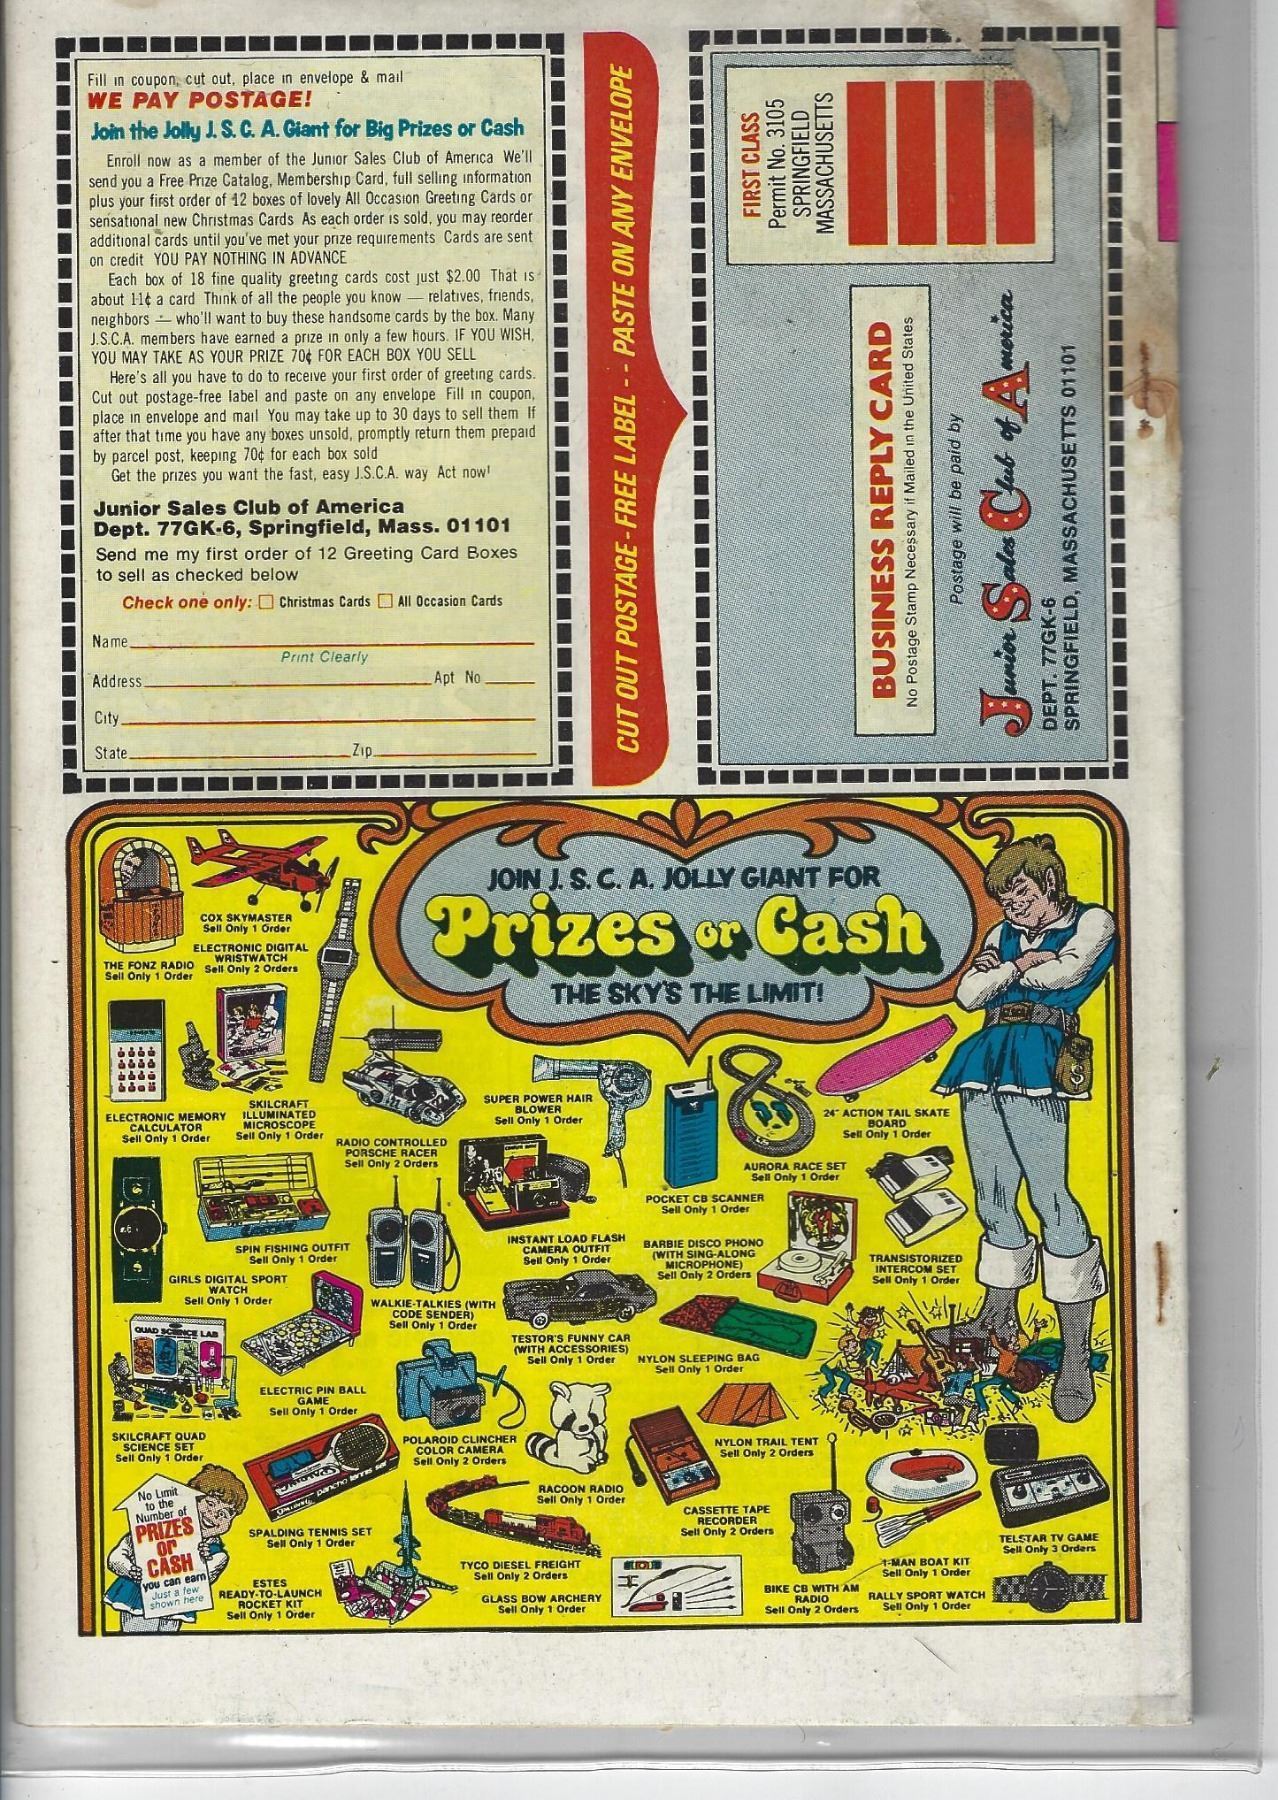 Fill in coupon, cut out, place in envelope & mail
WE PAY POSTAGE!
Join the Jolly J. S. C. A. Giant for Big Prizes or Cash
Enroll now as a member of the Junior Sales Club of America We'll
send you a Free Prize Catalog, Membership Card, full selling information
plus your first order of 12 boxes of lovely All Occasion Greeting Cards or
sensational new Christmas Cards As each order is sold, you may reorder
additional cards until you've met your prize requirements Cards are sent
on credit YOU PAY NOTHING IN ADVANCE
Each box of 18 fine quality greeting cards cost just $2.00 That is
about 11¢ a card Think of all the people you know — relatives, friends,
neighbors — who'll want to buy these handsome cards by the box. Many
J.S.C.A. members have earned a prize in only a few hours. IF YOU WISH,
YOU MAY TAKE AS YOUR PRIZE 70¢ FOR EACH BOX YOU SELL
Here's all you have to do to receive your first order of greeting cards.
Cut out postage-free label and paste on any envelope Fill in coupon,
place in envelope and mail You may take up to 30 days to sell them If
after that time you have any boxes unsold, promptly return them prepaid
by parcel post, keeping 70¢ for each box sold
Get the prizes you want the fast, easy J.S.C.A. way Act now!
Junior Sales Club of America
Dept. 77GK-6, Springfield, Mass. 01101
Send me my first order of 12 Greeting Card Boxes
to sell as checked below
Check one only: Christmas Cards All Occasion Cards
Name
Print Clearly
Address Apt No
City
State Zip
CUT OUT POSTAGE-FREE LABEL -- PASTE ON ANY ENVELOPE
FIRST CLASS
Permit No. 3105
SPRINGFIELD
MASSACHUSETTS
BUSINESS REPLY CARD
No Postage Stamp Necessary if Mailed in the United States
Postage will be paid by
Junior Sales Club of America
DEPT. 77GK-6
SPRINGFIELD, MASSACHUSETTS 01101
JOIN J. S. C. A. JOLLY GIANT FOR
Prizes or Cash
THE SKY'S THE LIMIT!
COX SKYMASTER
Sell Only 1 Order
THE FONZ RADIO
Sell Only 1 Order
ELECTRONIC DIGITAL
WRISTWATCH
Sell Only 2 Orders
ELECTRONIC MEMORY
CALCULATOR
Sell Only 1 Order
SKILCRAFT
ILLUMINATED
MICROSCOPE
Sell Only 1 Order
RADIO CONTROLLED
PORSCHE RACER
Sell Only 2 Orders
SUPER POWER HAIR
BLOWER
Sell Only 1 Order
POCKET CB SCANNER
Sell Only 1 Order
AURORA RACE SET
Sell Only 1 Order
24" ACTION TAIL SKATE
BOARD
Sell Only 1 Order
GIRLS DIGITAL SPORT
WATCH
Sell Only 1 Order
SPIN FISHING OUTFIT
Sell Only 1 Order
WALKIE-TALKIES (WITH
CODE SENDER)
Sell Only 1 Order
INSTANT LOAD FLASH
CAMERA OUTFIT
Sell Only 1 Order
BARBIE DISCO PHONO
(WITH SING-ALONG
MICROPHONE)
Sell Only 2 Orders
TRANSISTORIZED
INTERCOM SET
Sell Only 1 Order
QUAD SCIENCE LAB
SKILCRAFT QUAD
SCIENCE SET
Sell Only 1 Order
ELECTRIC PIN BALL
GAME
Sell Only 1 Order
POLAROID CLINCHER
COLOR CAMERA
Sell Only 2 Orders
TESTOR'S FUNNY CAR
(WITH ACCESSORIES)
Sell Only 1 Order
NYLON SLEEPING BAG
Sell Only 1 Order
NYLON TRAIL TENT
Sell Only 2 Orders
RACOON RADIO
Sell Only 1 Order
CASSETTE TAPE
RECORDER
Sell Only 2 Orders
SPALDING TENNIS SET
Sell Only 1 Order
ESTES
READY-TO-LAUNCH
ROCKET KIT
Sell Only 1 Order
TYCO DIESEL FREIGHT
Sell Only 2 Orders
GLASS BOW ARCHERY
Sell Only 1 Order
BIKE CB WITH AM
RADIO
Sell Only 2 Orders
1-MAN BOAT KIT
Sell Only 1 Order
TELSTAR TV GAME
Sell Only 3 Orders
RALLY SPORT WATCH
Sell Only 1 Order
No Limit
to the
Number of
PRIZES
OR
CASH
you can earn
Just a few
shown here